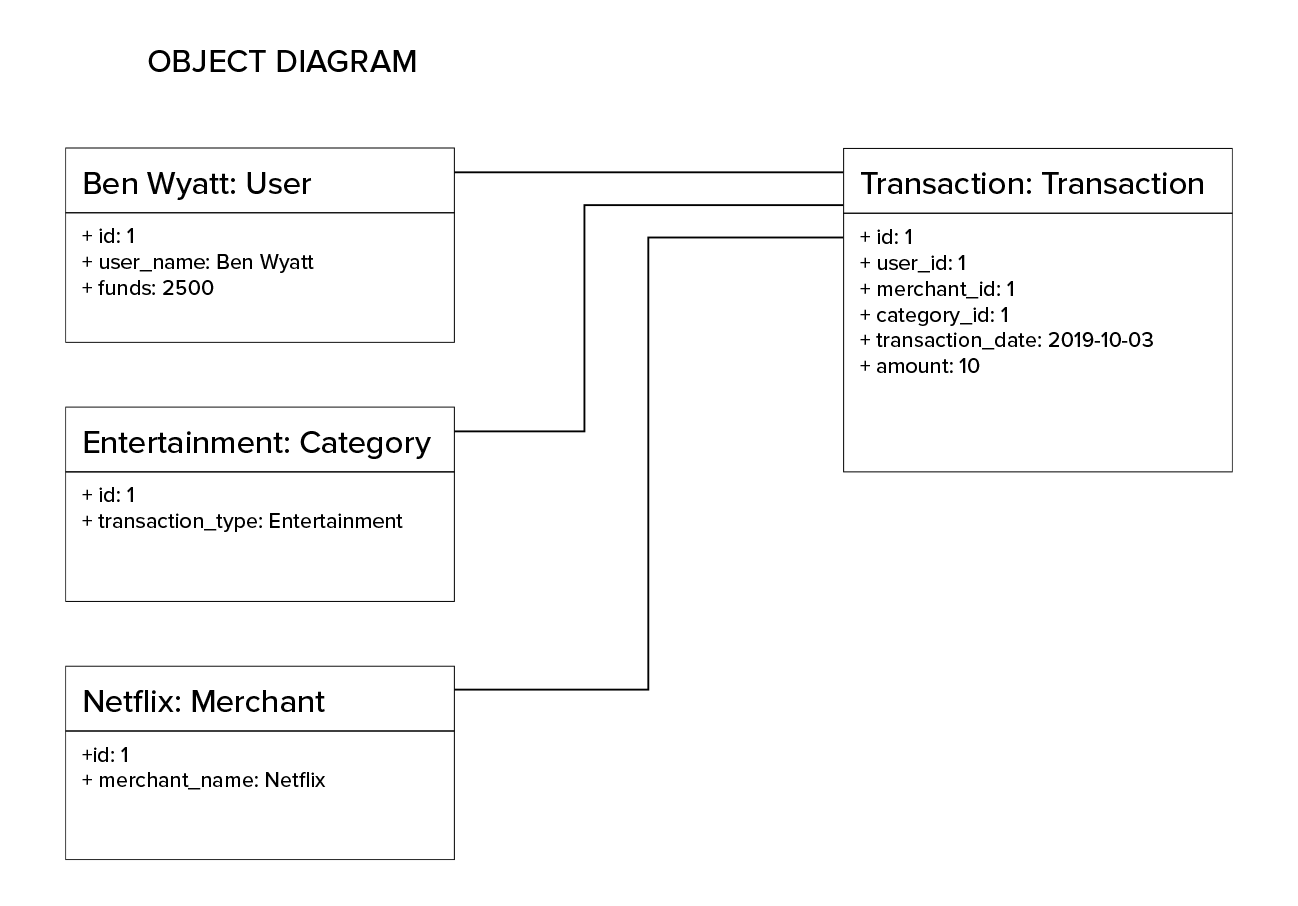 OBJECT DIAGRAM
Ben Wyatt: User
+ id: 1
+ user_name: Ben Wyatt
+ funds: 2500
Transaction: Transaction
+ id: 1
+ user_id: 1
+ merchant_id: 1
+ category_id: 1
+ transaction_date: 2019-10-03
+ amount: 10
Entertainment: Category
+ id: 1
+ transaction_type: Entertainment
Netflix: Merchant
+id: 1
+ merchant_name: Netflix